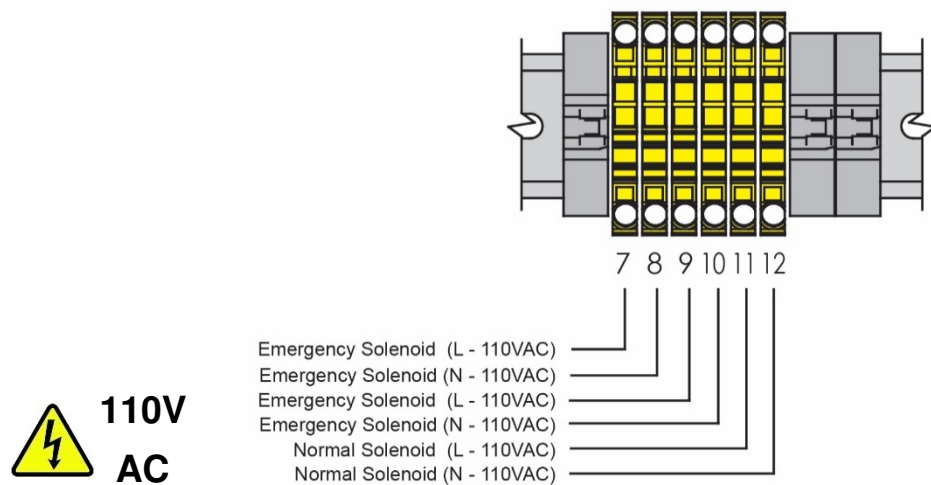 7 8 9 10 11 12
Emergency Solenoid (L - 110VAC)
Emergency Solenoid (N - 110VAC)
Emergency Solenoid (L - 110VAC)
Emergency Solenoid (N - 110VAC)
Normal Solenoid (L - 110VAC)
Normal Solenoid (N - 110VAC)
110V
AC